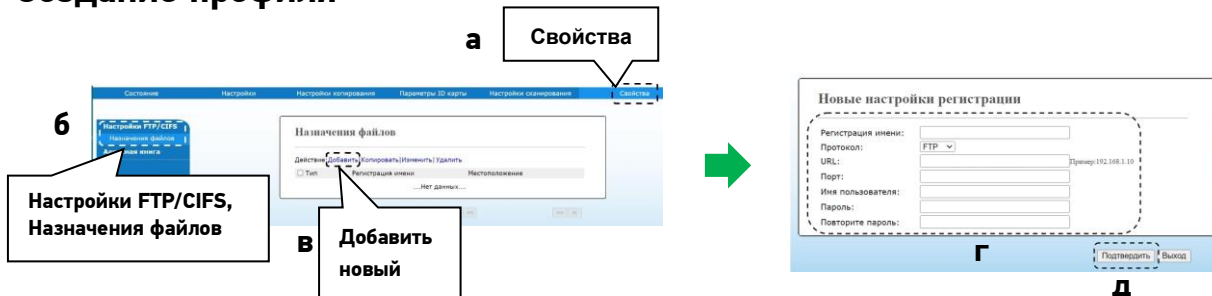 Создание профиля
а
Свойства
Состояние
Настройки
Настройки копирования
Параметры ID карты
Настройки сканирования
Свойства
б
Настройки FTP/CIFS
Назначения файлов
Адресная книга
Настройки FTP/CIFS,
Назначения файлов
Назначения файлов
Действие:Добавить|Копировать|Изменить|Удалить
Тип
Регистрация имени
Местоположение
....Нет данных....
в
Добавить
новый
Новые настройки регистрации
Регистрация имени:
Протокол:
FTP
URL:
Пример:192.168.1.10
Порт:
Имя пользователя:
Пароль:
Повторите пароль:
г
Подтвердить
Выход
д